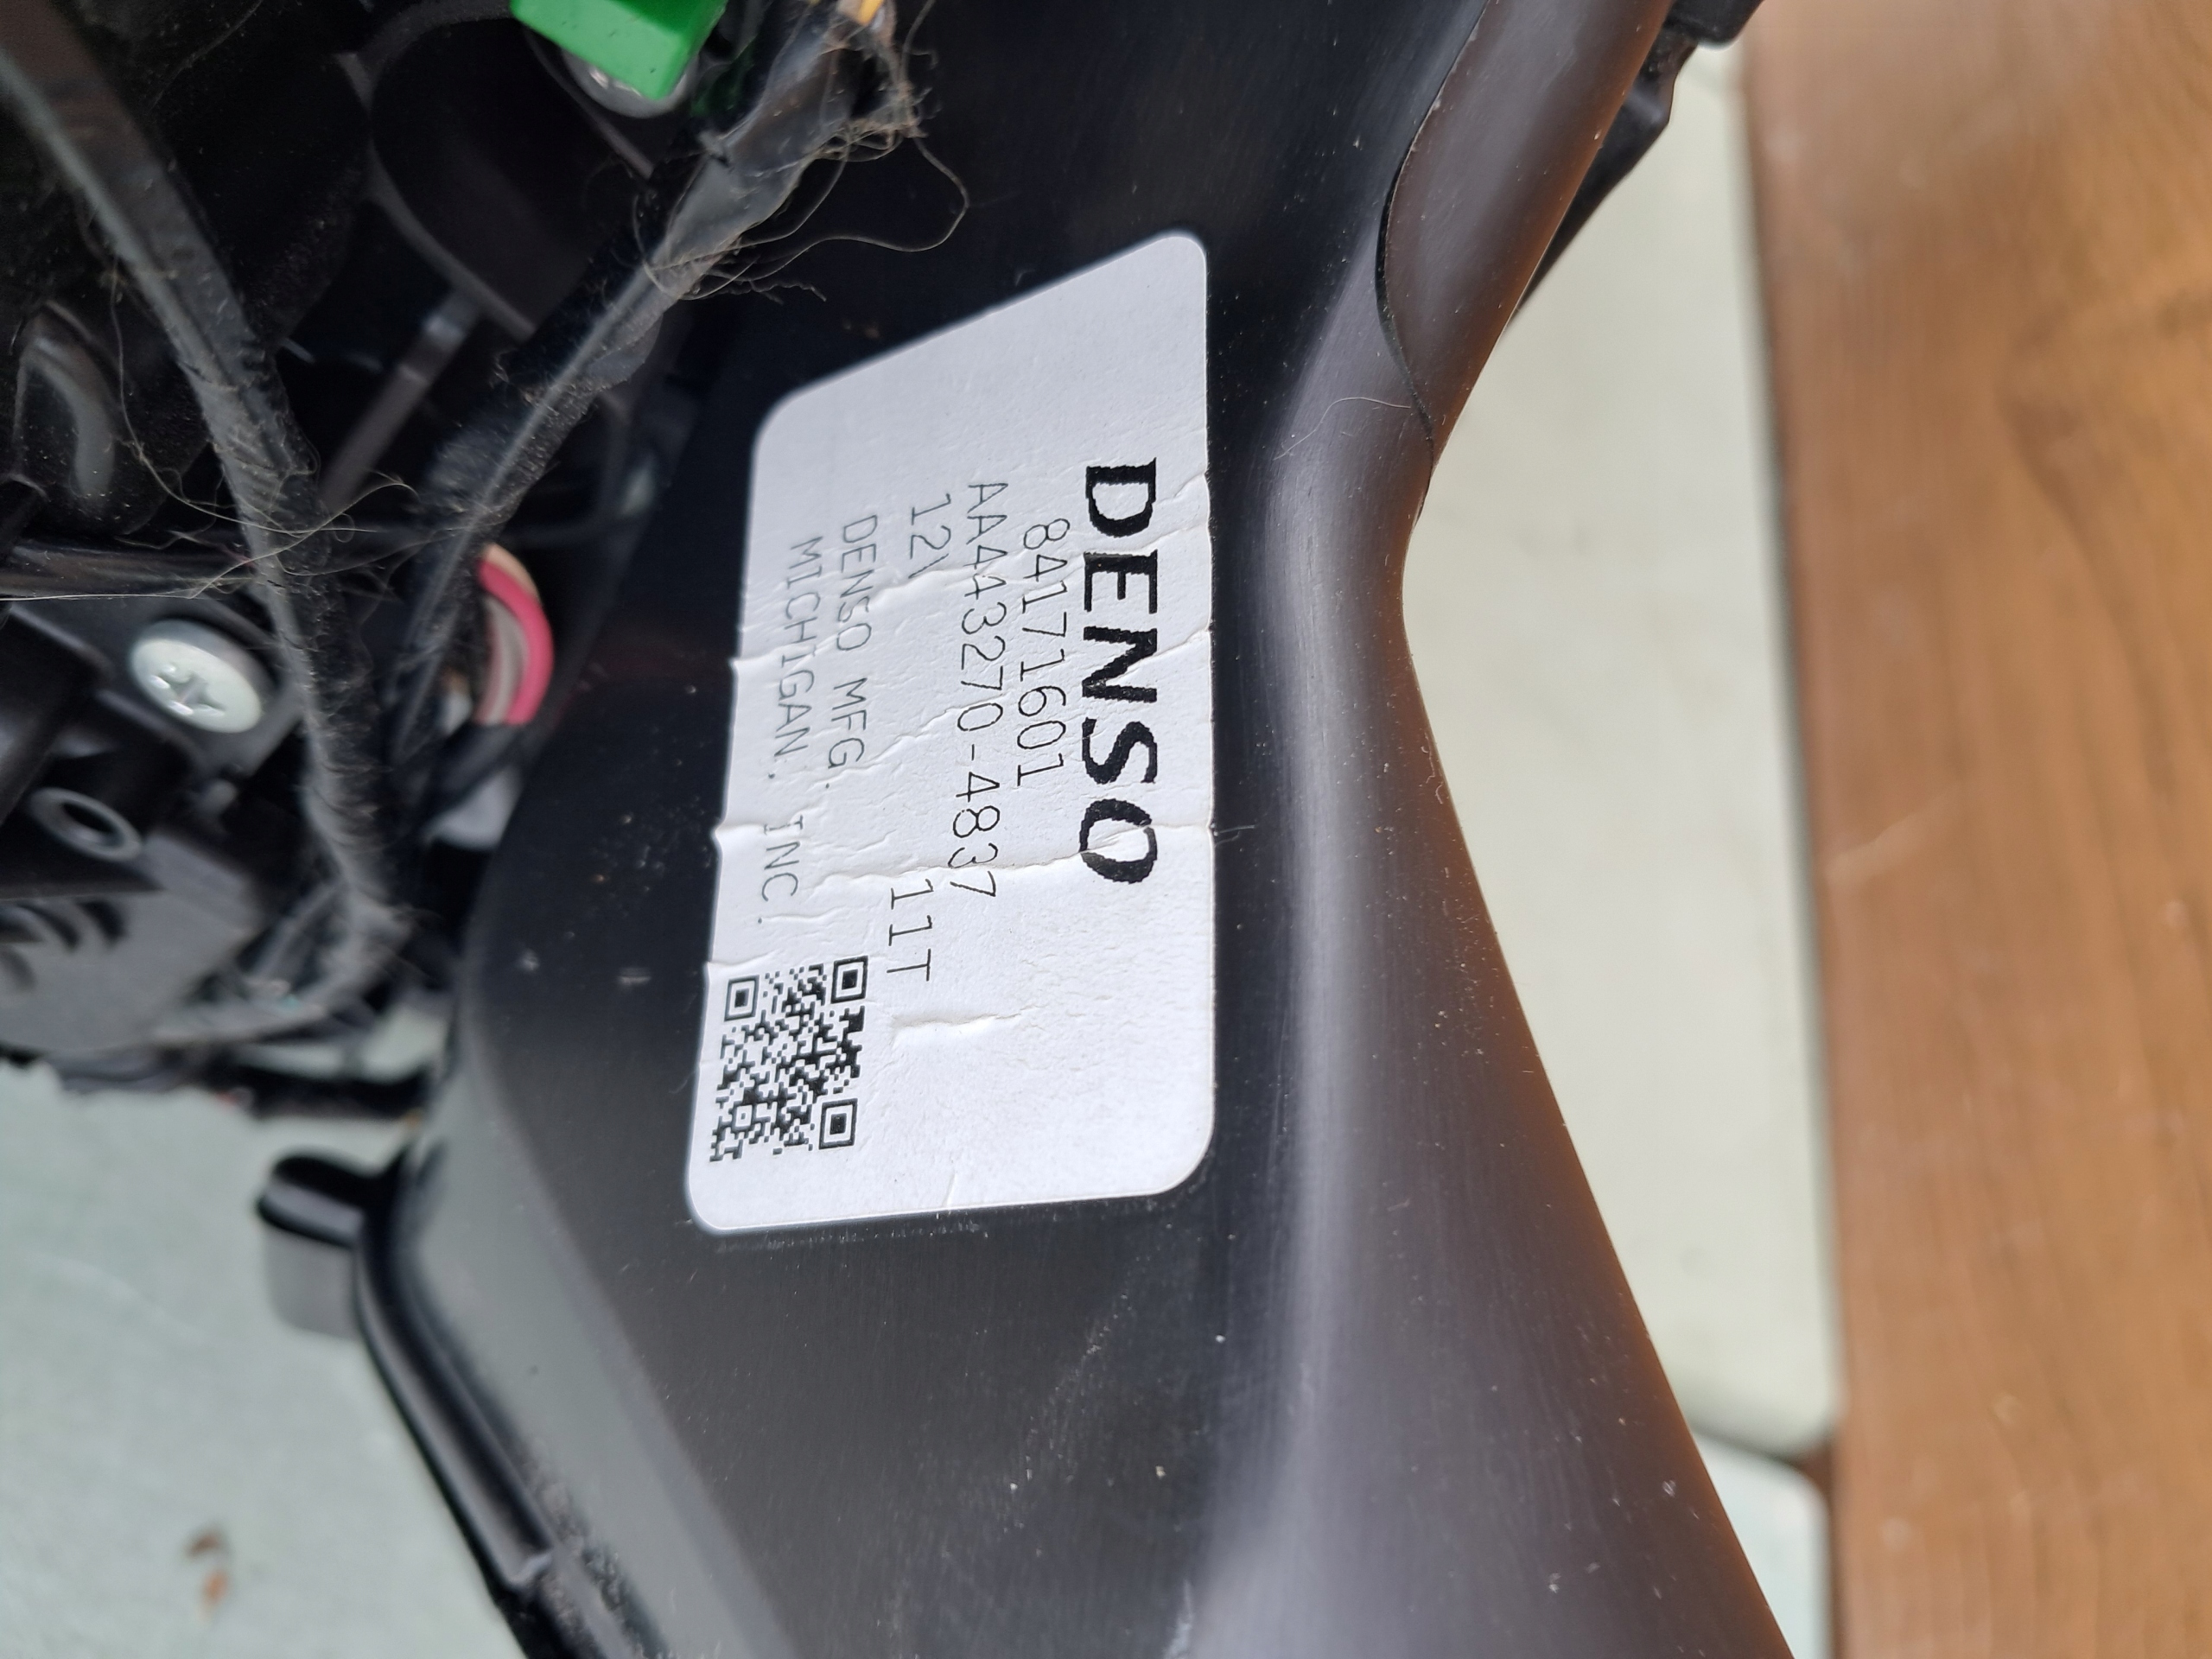 DENSO
84171601
AA443270-4837
12V 11T
DENSO MFG.
MICHIGAN, INC.